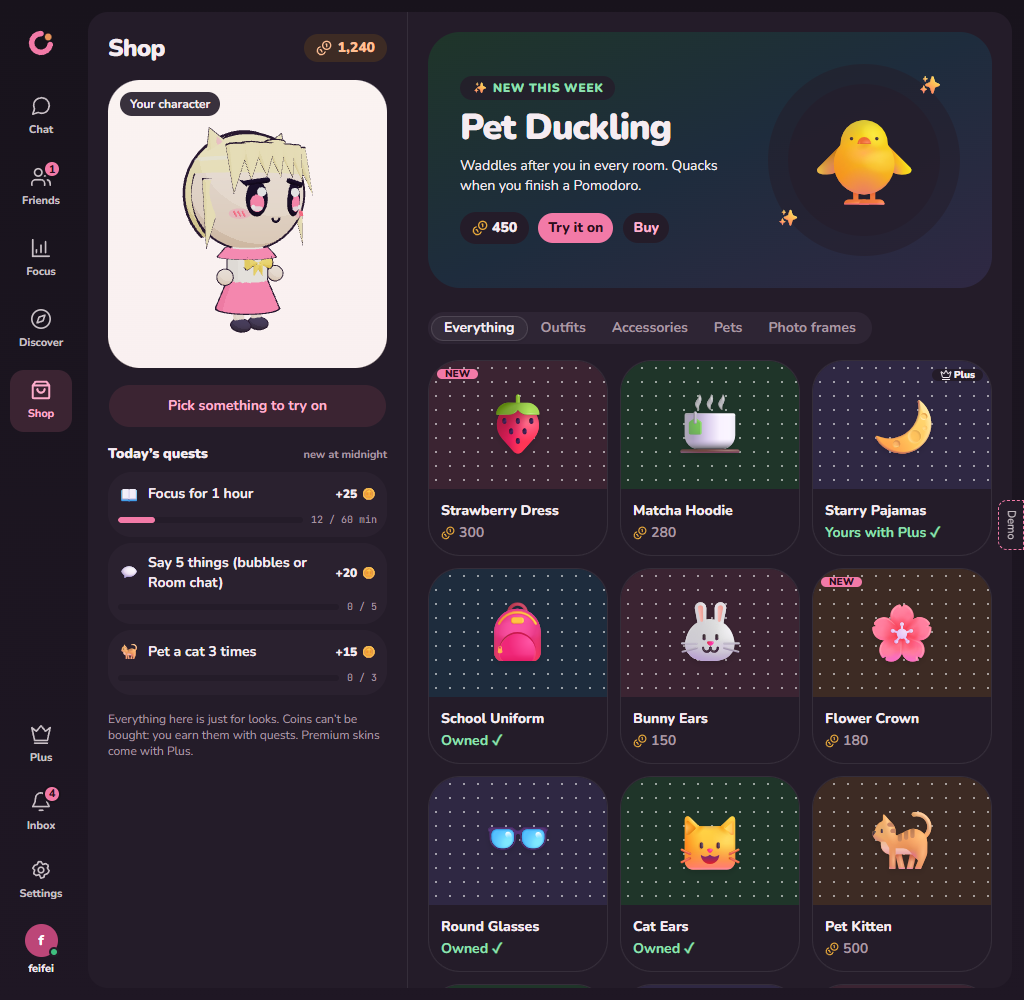 Chat
1
Friends
Focus
Discover
Shop
Plus
4
Inbox
Settings
f
feifei
Shop
1,240
Your character
Pick something to try on
Today's quests
new at midnight
Focus for 1 hour
+25
12 / 60 min
Say 5 things (bubbles or
Room chat)
+20
0 / 5
Pet a cat 3 times
+15
0 / 3
Everything here is just for looks. Coins can't be
bought: you earn them with quests. Premium skins
come with Plus.
✨ NEW THIS WEEK
Pet Duckling
Waddles after you in every room. Quacks
when you finish a Pomodoro.
450
Try it on
Buy
Everything
Outfits
Accessories
Pets
Photo frames
NEW
Strawberry Dress
300
Matcha Hoodie
280
Plus
Starry Pajamas
Yours with Plus ✓
School Uniform
Owned ✓
Bunny Ears
150
NEW
Flower Crown
180
Round Glasses
Owned ✓
Cat Ears
Owned ✓
Pet Kitten
500
Demo